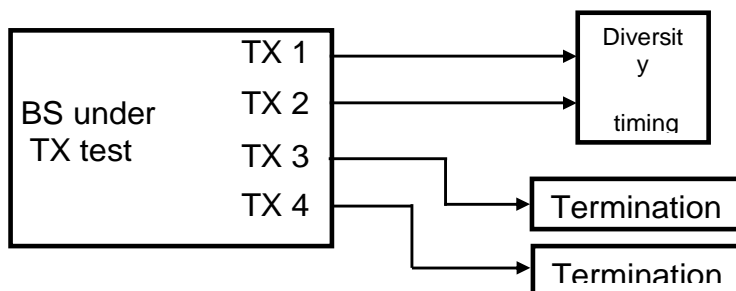 BS under
TX test
TX 1
TX 2
TX 3
TX 4
Diversit
y
timing
Termination
Termination